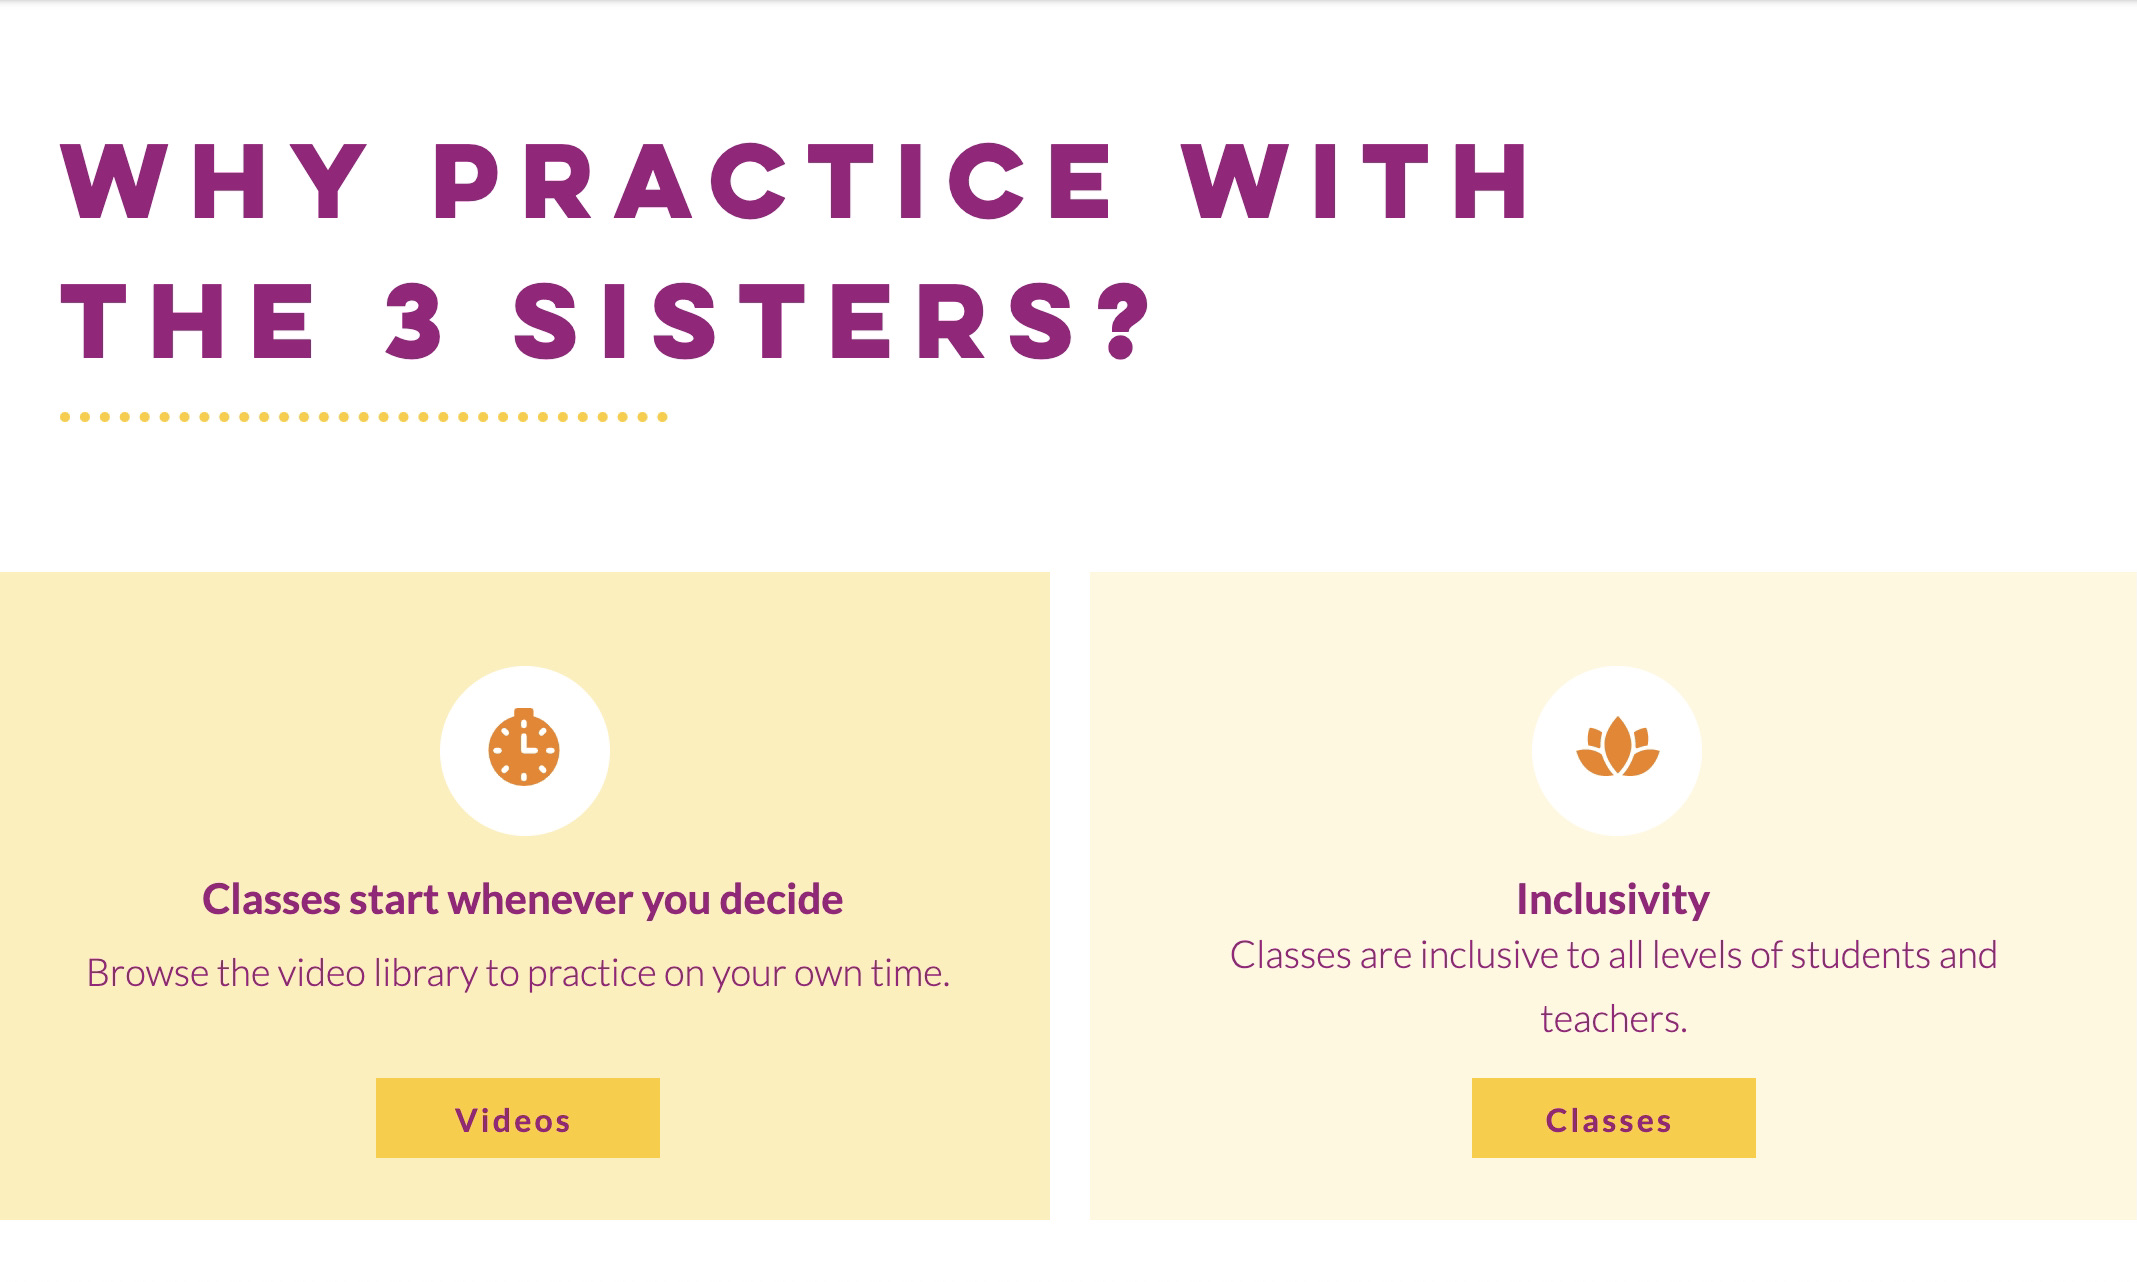 WHY PRACTICE WITH
THE 3 SISTERS?
Classes start whenever you decide
Browse the video library to practice on your own time.
Videos
Inclusivity
Classes are inclusive to all levels of students and
teachers.
Classes